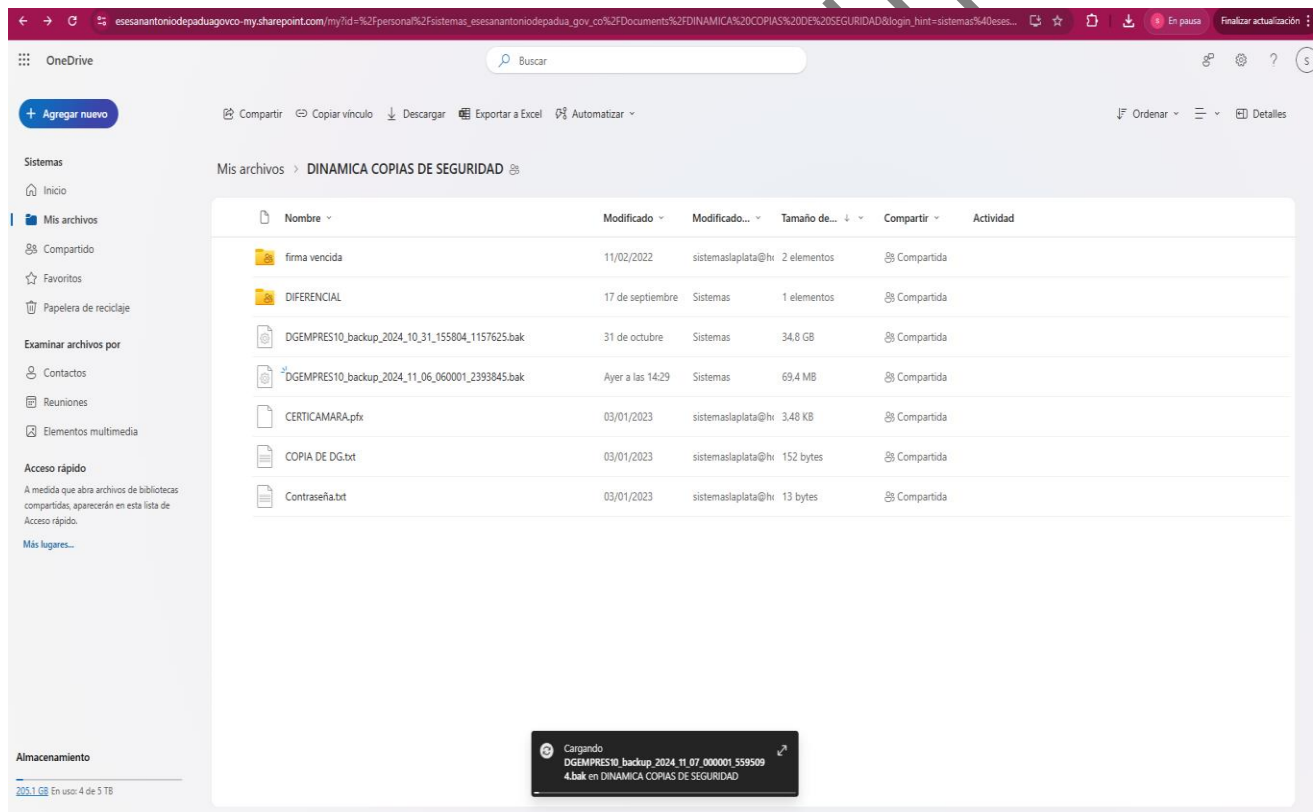 esesanantoniodepaduagovco-my.sharepoint.com/my?id=%2Fpersonal%2Fsistemas_esesanantoniodepadua_gov_co%2FDocuments%2FDINAMICA%20COPIAS%20DE%20SEGURIDAD&login_hint=sistemas%40eses... S En pausa Finalizar actualización
OneDrive Buscar ? S
+ Agregar nuevo Compartir Copiar vínculo Descargar Exportar a Excel Automatizar Ordenar Detalles
Sistemas
Inicio
Mis archivos
Compartido
Favoritos
Papelera de reciclaje
Examinar archivos por
Contactos
Reuniones
Elementos multimedia
Acceso rápido
A medida que abra archivos de bibliotecas
compartidas, aparecerán en esta lista de
Acceso rápido.
Más lugares...
Almacenamiento
205.1 GB En uso: 4 de 5 TB
Mis archivos > DINAMICA COPIAS DE SEGURIDAD
Nombre Modificado Modificado... Tamaño de... ↓ Compartir Actividad
firma vencida 11/02/2022 sistemaslaplata@h 2 elementos Compartida
DIFERENCIAL 17 de septiembre Sistemas 1 elementos Compartida
DGEMPRES10_backup_2024_10_31_155804_1157625.bak 31 de octubre Sistemas 34,8 GB Compartida
DGEMPRES10_backup_2024_11_06_060001_2393845.bak Ayer a las 14:29 Sistemas 69,4 MB Compartida
CERTICAMARA.pfx 03/01/2023 sistemaslaplata@h 3,48 KB Compartida
COPIA DE DG.txt 03/01/2023 sistemaslaplata@h 152 bytes Compartida
Contraseña.txt 03/01/2023 sistemaslaplata@h 13 bytes Compartida
Cargando
DGEMPRES10_backup_2024_11_07_000001_559509
4.bak en DINAMICA COPIAS DE SEGURIDAD